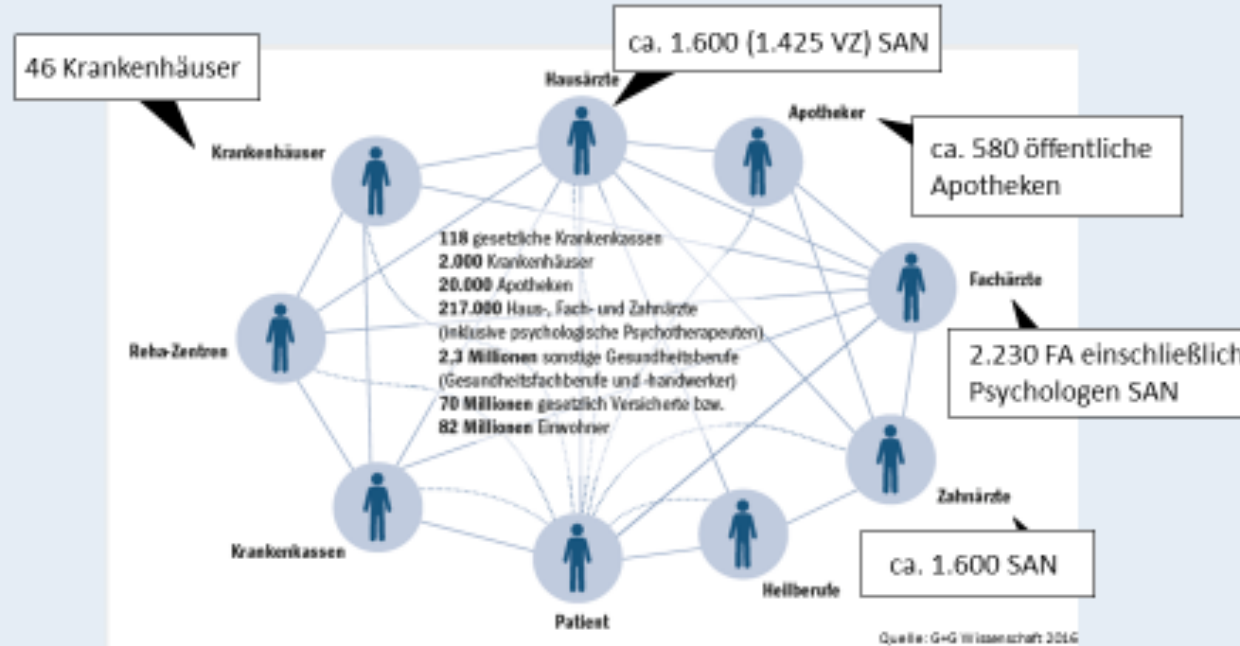 ca. 1.600 (1.425 VZ) SAN
46 Krankenhäuser
Hausärzte
Apotheker
ca. 580 öffentliche
Apotheken
Krankenhäuser
118 gesetzliche Krankenkassen
2.000 Krankenhäuser
20.000 Apotheken
217.000 Haus-, Fach- und Zahnärzte
(inklusive psychologische Psychotherapeuten)
2,3 Millionen sonstige Gesundheitsberufe
(Gesundheitsfachberufe und -handwerker)
70 Millionen gesetzlich Versicherte bzw.
82 Millionen Einwohner
Fachärzte
2.230 FA einschließlich
Psychologen SAN
Reha-Zentren
Zahnärzte
ca. 1.600 SAN
Krankenkassen
Heilberufe
Patient
Quelle: G+G Wissenschaft 2016